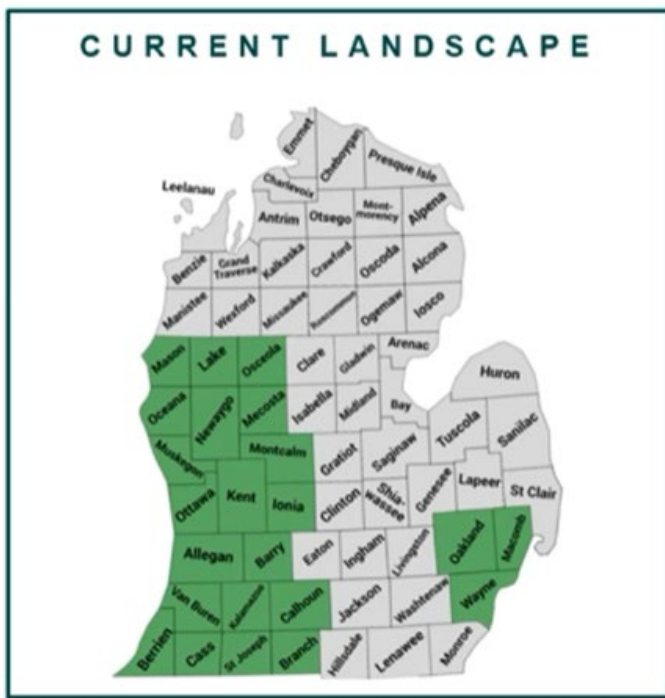 CURRENT LANDSCAPE
Emmet
Cheboygan
Presque Isle
Leelanau
Charlevoix
Antrim
Otsego
Mont-
morency
Alpena
Benzie
Grand
Traverse
Kalkaska
Crawford
Oscoda
Alcona
Manistee
Wexford
Missaukee
Roscommon
Ogemaw
Iosco
Mason
Lake
Osceola
Clare
Gladwin
Arenac
Huron
Oceana
Newaygo
Mecosta
Isabella
Midland
Bay
Tuscola
Sanilac
Muskegon
Montcalm
Gratiot
Saginaw
Ottawa
Kent
Ionia
Clinton
Shia-
wassee
Genesee
Lapeer
St Clair
Allegan
Barry
Eaton
Ingham
Livingston
Oakland
Macomb
Van Buren
Kalamazoo
Calhoun
Jackson
Washtenaw
Wayne
Berrien
Cass
St Joseph
Branch
Hillsdale
Lenawee
Monroe